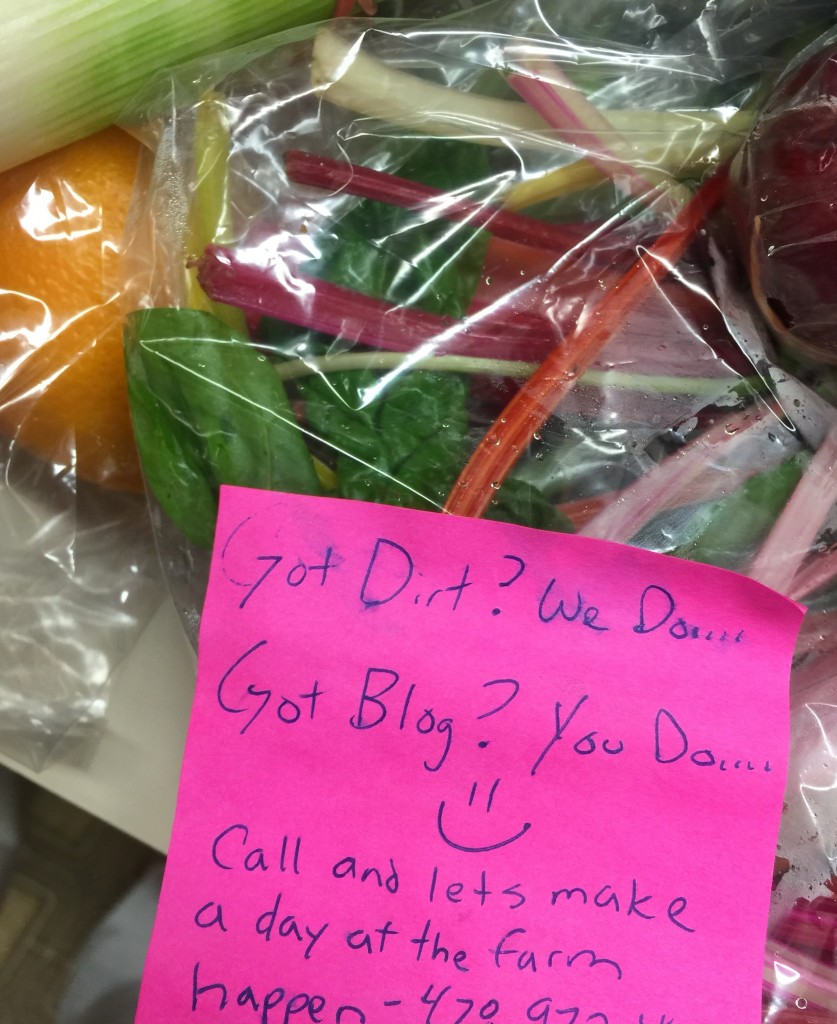 Got Dirt? We Do.....
Got Blog? You Do.....
Call and lets make
a day at the farm
happen - 470